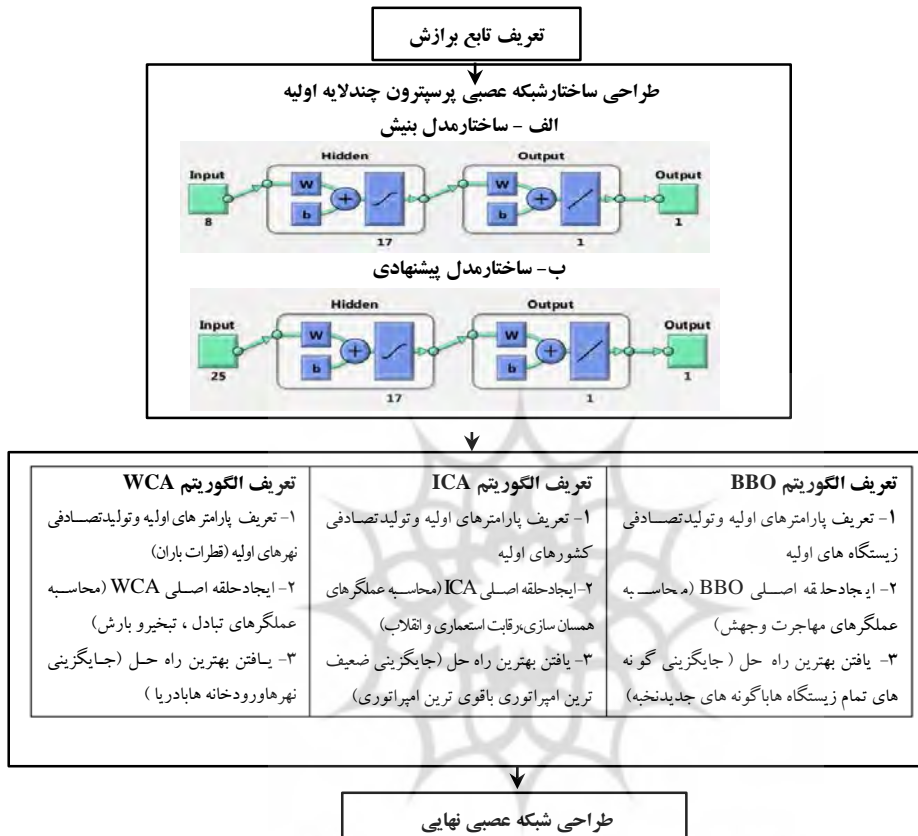 تعریف تابع برازش
طراحی ساختارشبکه عصبی پرسپترون چندلایه اولیه
الف - ساختارمدل بنیش
Hidden
Output
Input
Output
W
b
+
W
b
+
8
17
1
1
ب- ساختارمدل پیشنهادی
Hidden
Output
Input
Output
W
b
+
W
b
+
25
17
1
1
تعریف الگوریتم BBO
۱- تعریف پارامترهای اولیه وتولیدتصادفی
زیستگاه های اولیه
۲- ایجادحلقه اصلی BBO (محاسبه
عملگرهای مهاجرت وجهش)
۳- یافتن بهترین راه حل (جایگزینی گونه
های تمام زیستگاه هاباگونه های جدیدنخبه)
تعریف الگوریتم ICA
۱- تعریف پارامترهای اولیه وتولیدتصادفی
کشورهای اولیه
۲-ایجادحلقه اصلی ICA (محاسبه عملگرهای
همسان سازی،رقابت استعماری وانقلاب)
۳- یافتن بهترین راه حل (جایگزینی ضعیف
ترین امپراتوری باقوی ترین امپراتوری)
تعریف الگوریتم WCA
۱- تعریف پارامترهای اولیه وتولیدتصادفی
نهرهای اولیه (قطرات باران)
۲- ایجادحلقه اصلی WCA (محاسبه
عملگرهای تبادل ، تبخیرو بارش)
۳- یافتن بهترین راه حل (جایگزینی
نهرهاورودخانه هابادریا )
طراحی شبکه عصبی نهایی